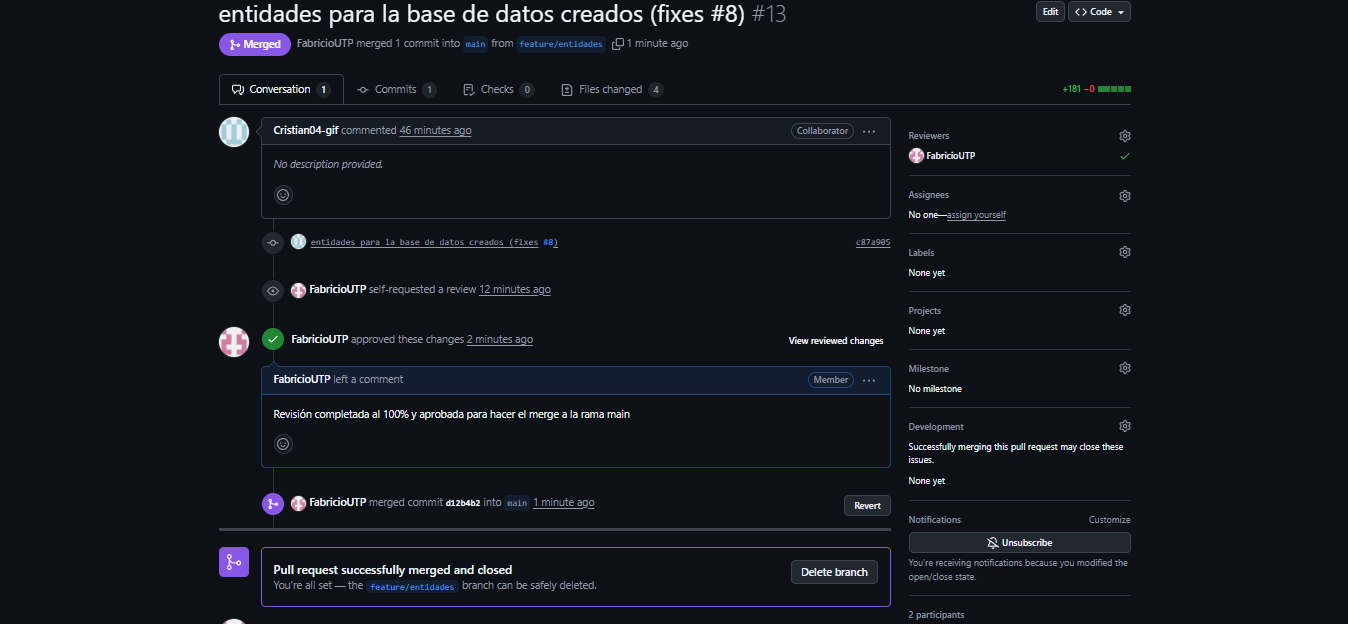 entidades para la base de datos creados (fixes #8) #13
Edit
Code
Merged
FabricioUTP merged 1 commit into main from feature/entidades 1 minute ago
Conversation 1
Commits 1
Checks 0
Files changed 4
+181 −0
Cristian04-gif commented 46 minutes ago
Collaborator
No description provided.
entidades para la base de datos creados (fixes #8)
c87a905
FabricioUTP self-requested a review 12 minutes ago
FabricioUTP approved these changes 2 minutes ago
View reviewed changes
FabricioUTP left a comment
Member
Revisión completada al 100% y aprobada para hacer el merge a la rama main
FabricioUTP merged commit d12b4b2 into main 1 minute ago
Revert
Pull request successfully merged and closed
You're all set — the feature/entidades branch can be safely deleted.
Delete branch
Reviewers
FabricioUTP
Assignees
No one—assign yourself
Labels
None yet
Projects
None yet
Milestone
No milestone
Development
Successfully merging this pull request may close these
issues.
None yet
Notifications
Customize
Unsubscribe
You're receiving notifications because you modified the
open/close state.
2 participants